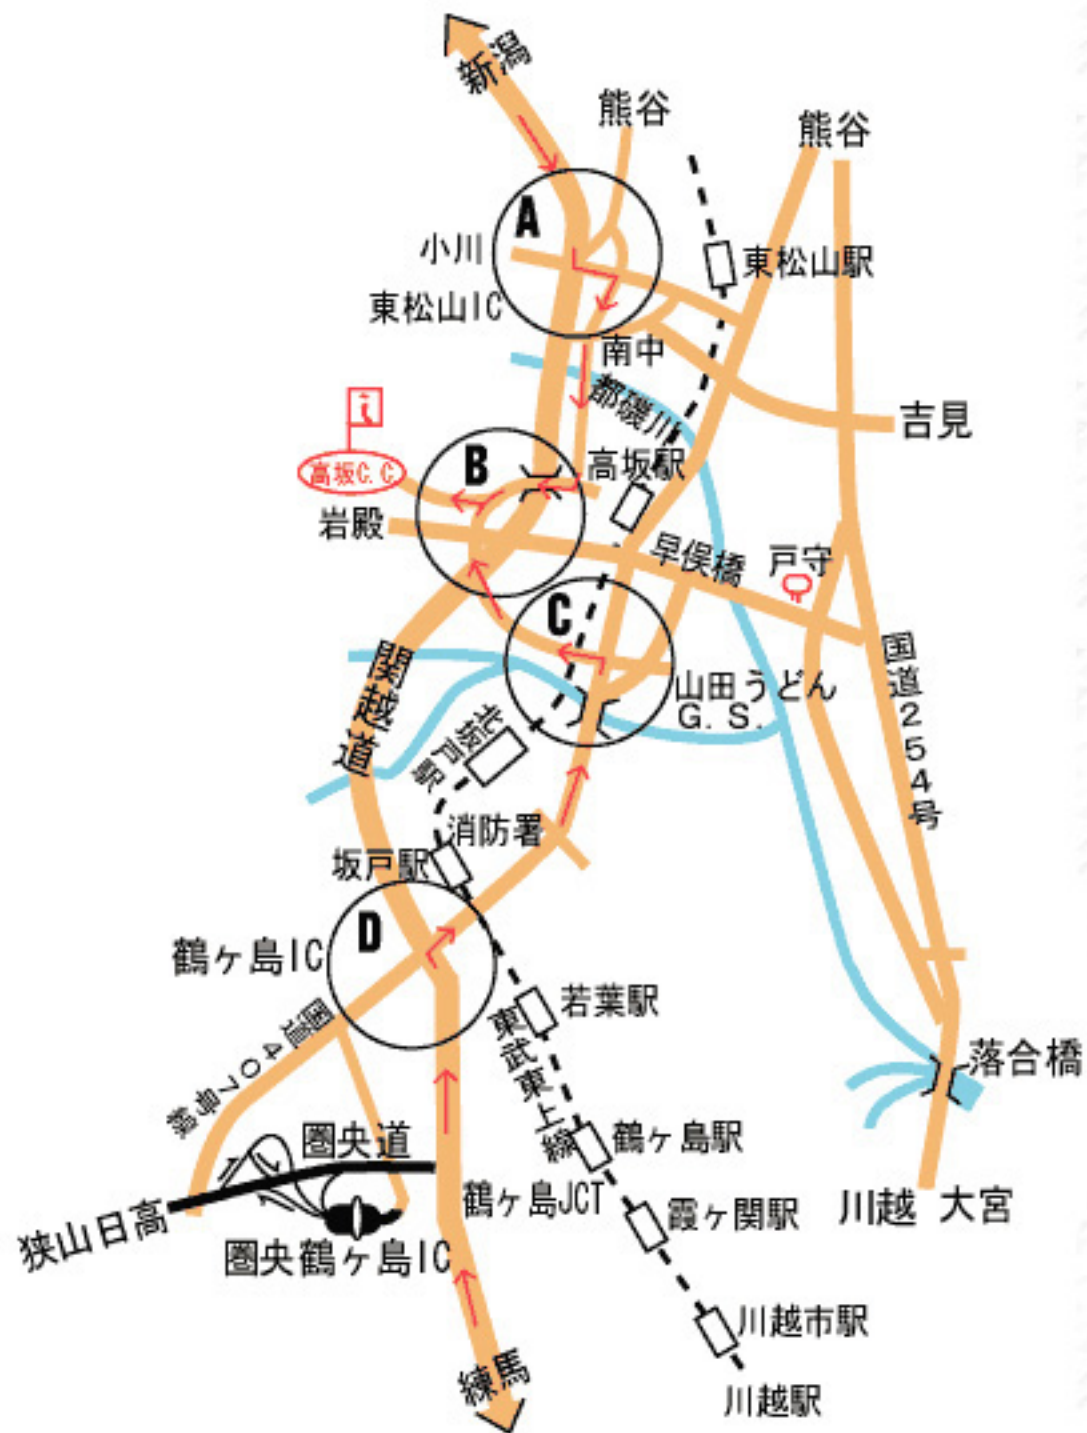 新潟
熊谷
熊谷
A
小川
東松山駅
東松山IC
南中
都磯川
吉見
高坂C.C
B
高坂駅
岩殿
早俣橋
戸守
C
関越道
国道254号
山田うどん
G.S.
北坂戸駅
消防署
坂戸駅
D
鶴ヶ島IC
若葉駅
国道407号線
東武東上線
落合橋
圏央道
鶴ヶ島駅
鶴ヶ島JCT
霞ヶ関駅
川越 大宮
狭山日高
圏央鶴ヶ島IC
川越市駅
練馬
川越駅